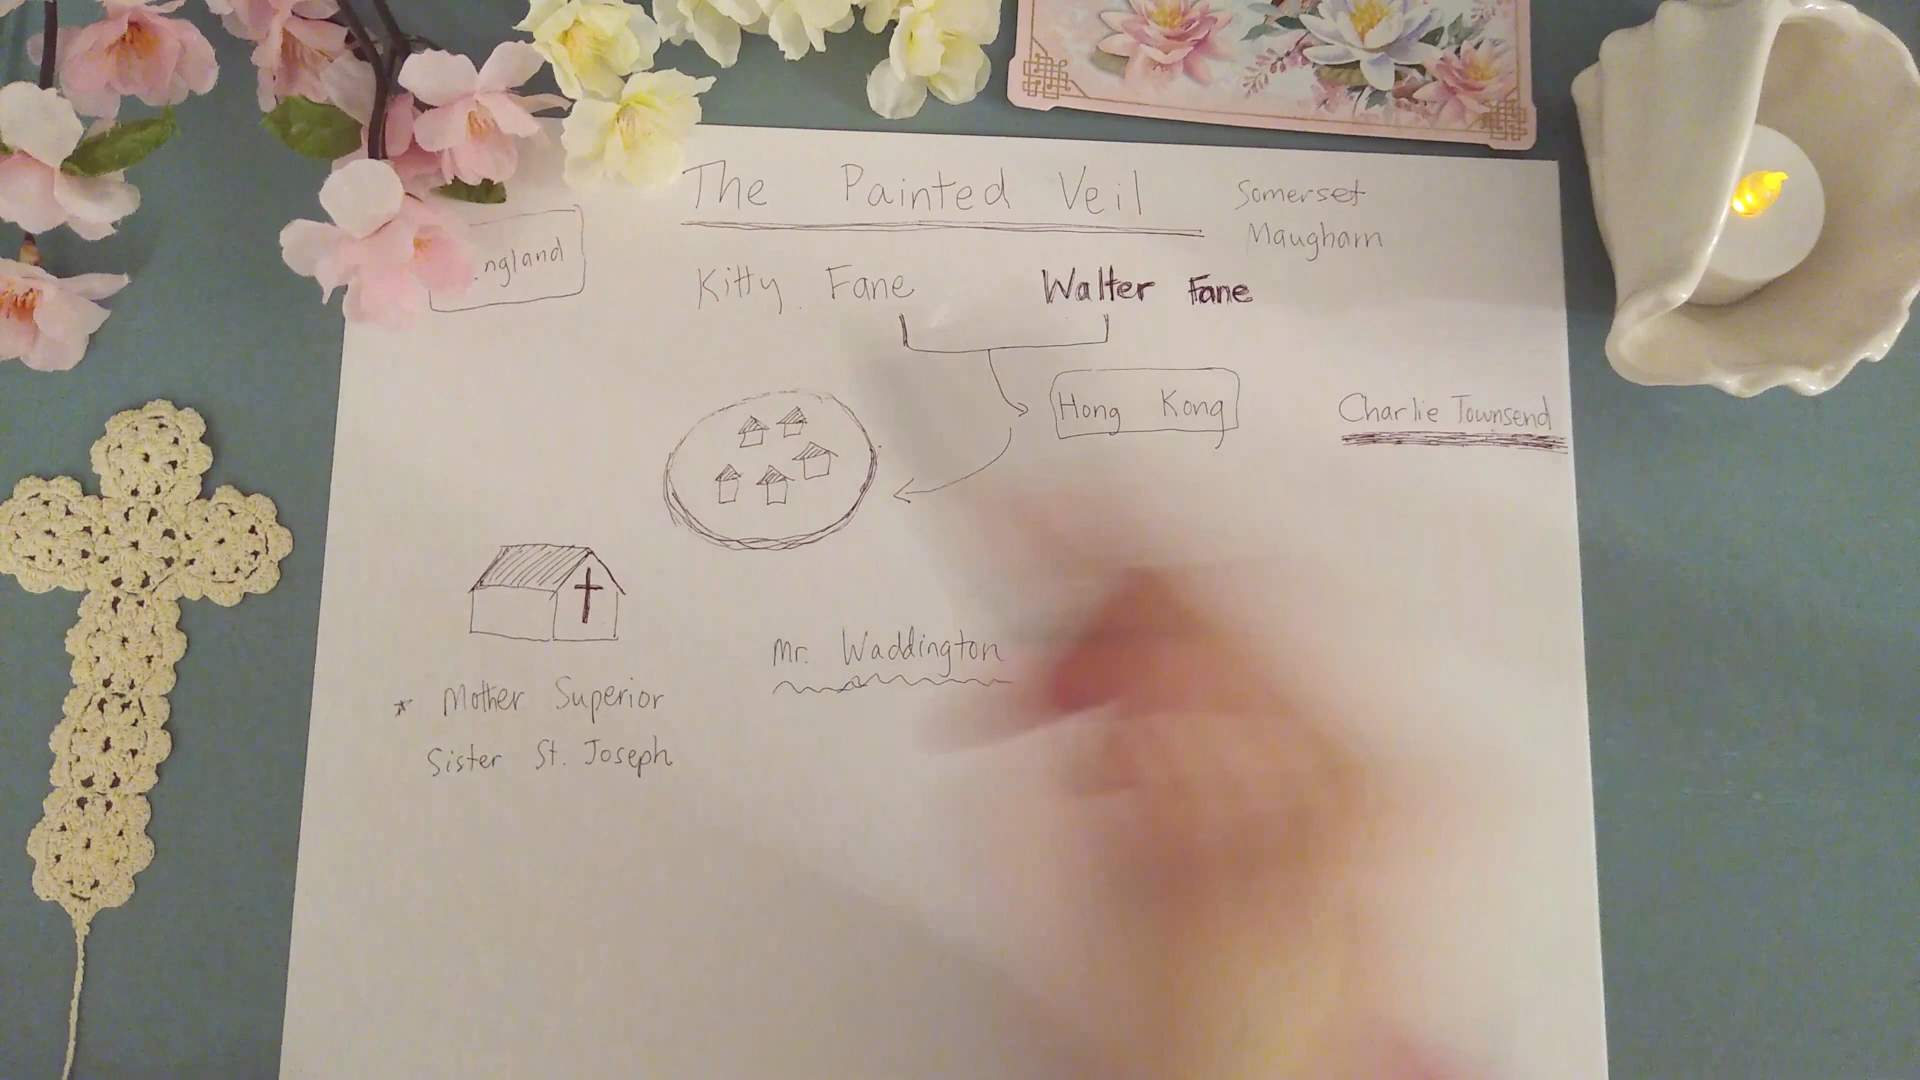 The Painted Veil
Somerset
Maugham
ngland
Kitty Fane
Walter Fane
Hong Kong
Charlie Townsend
Mr. Waddington
* Mother Superior
Sister St. Joseph